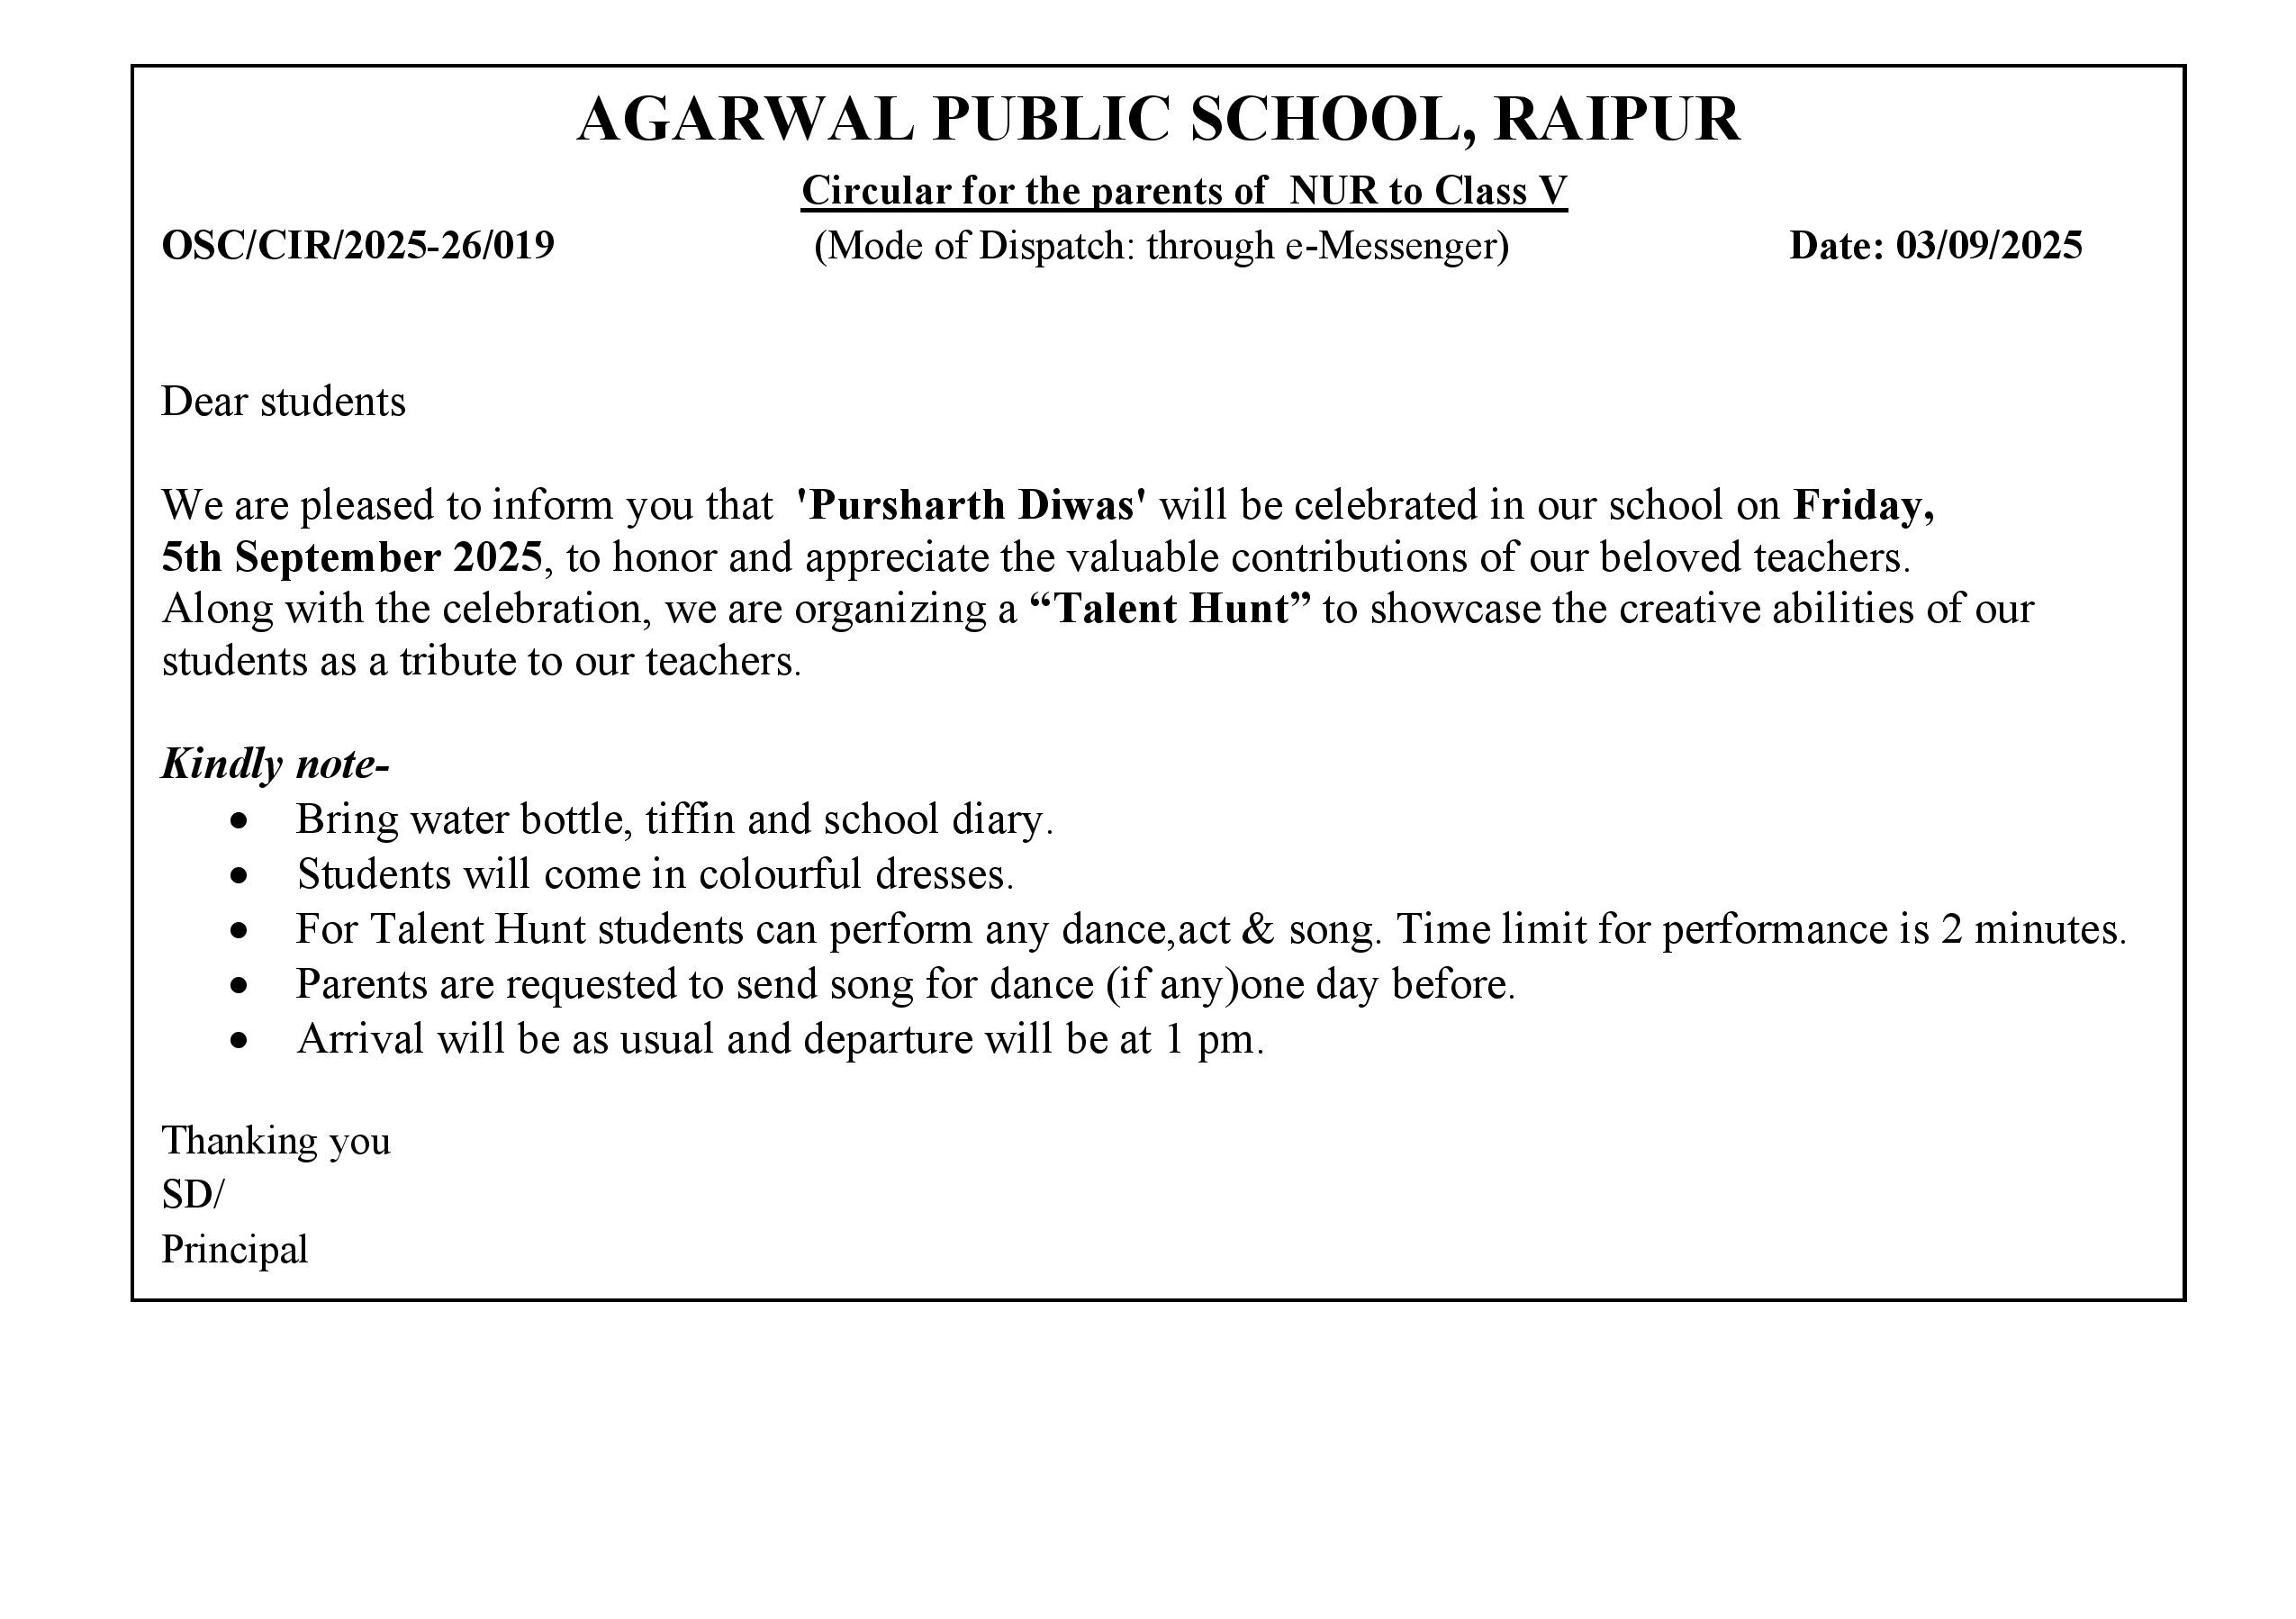 AGARWAL PUBLIC SCHOOL, RAIPUR
Circular for the parents of  NUR to Class V
OSC/CIR/2025-26/019 (Mode of Dispatch: through e-Messenger) Date: 03/09/2025
Dear students
We are pleased to inform you that  'Pursharth Diwas' will be celebrated in our school on Friday,
5th September 2025, to honor and appreciate the valuable contributions of our beloved teachers.
Along with the celebration, we are organizing a “Talent Hunt” to showcase the creative abilities of our
students as a tribute to our teachers.
Kindly note-
• Bring water bottle, tiffin and school diary.
• Students will come in colourful dresses.
• For Talent Hunt students can perform any dance,act & song. Time limit for performance is 2 minutes.
• Parents are requested to send song for dance (if any)one day before.
• Arrival will be as usual and departure will be at 1 pm.
Thanking you
SD/
Principal